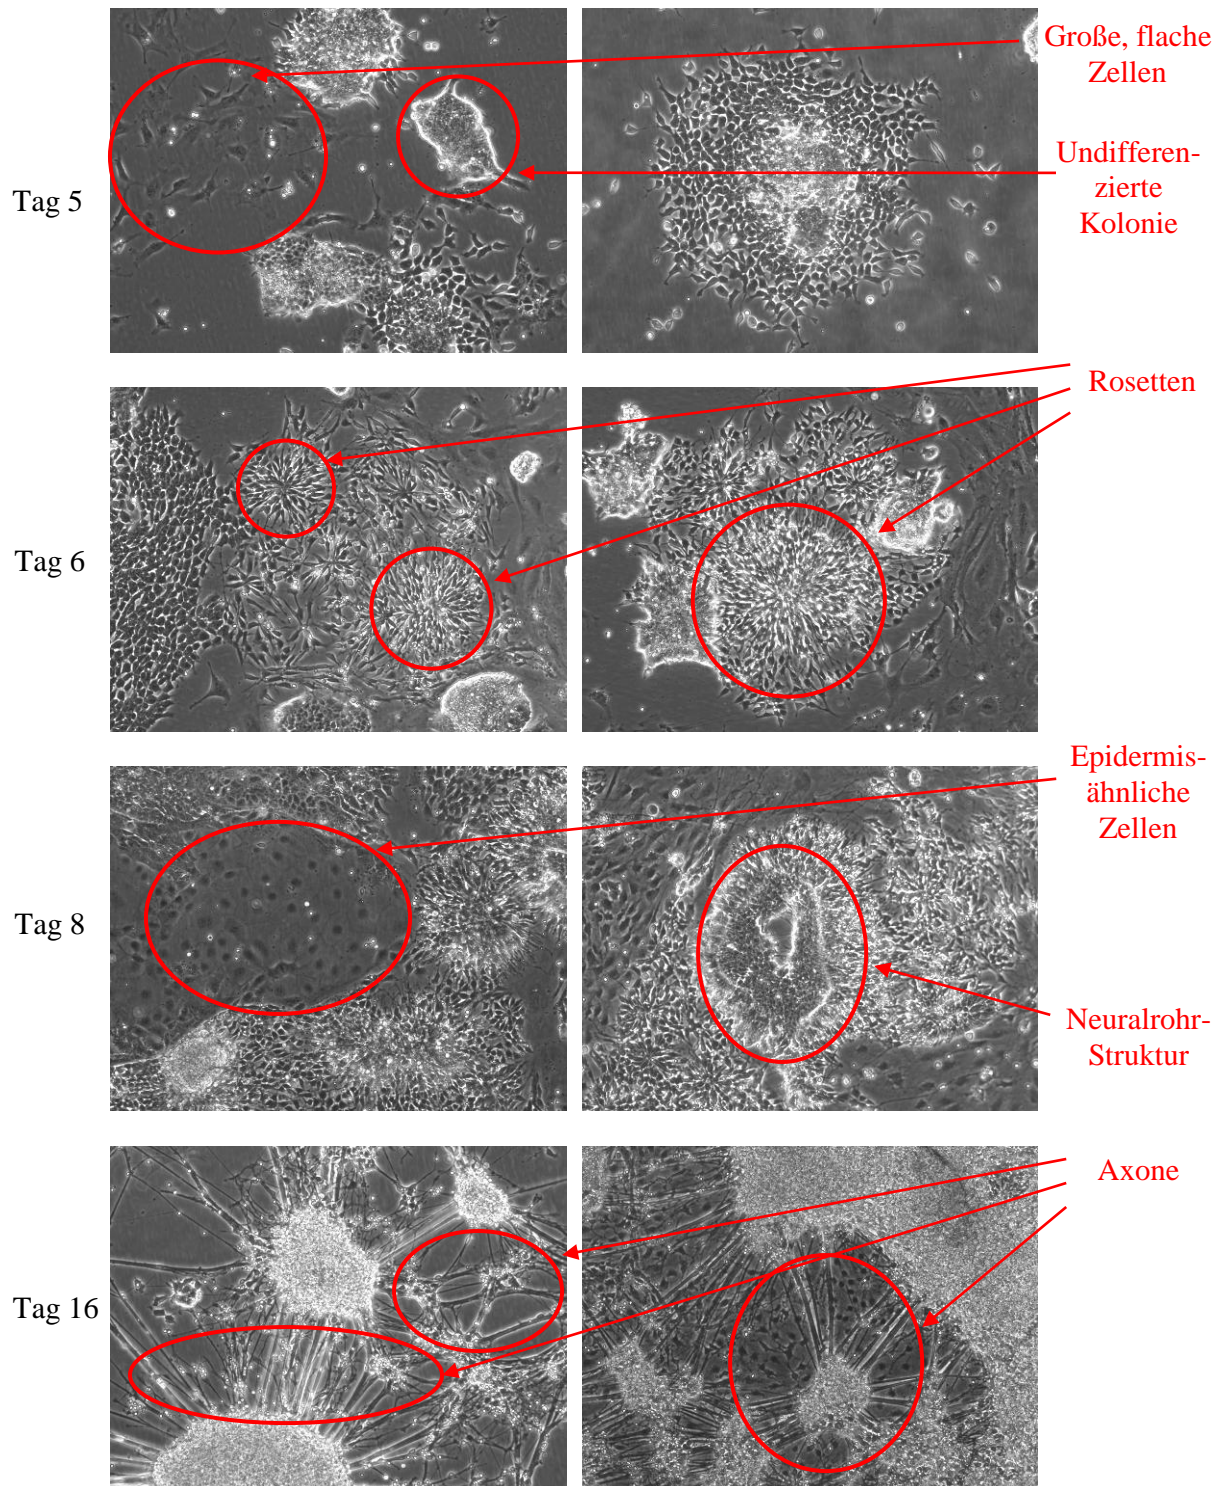 Große, flache
Zellen
Undifferen-
zierte
Kolonie
Tag 5
Rosetten
Tag 6
Epidermis-
ähnliche
Zellen
Tag 8
Neuralrohr-
Struktur
Axone
Tag 16